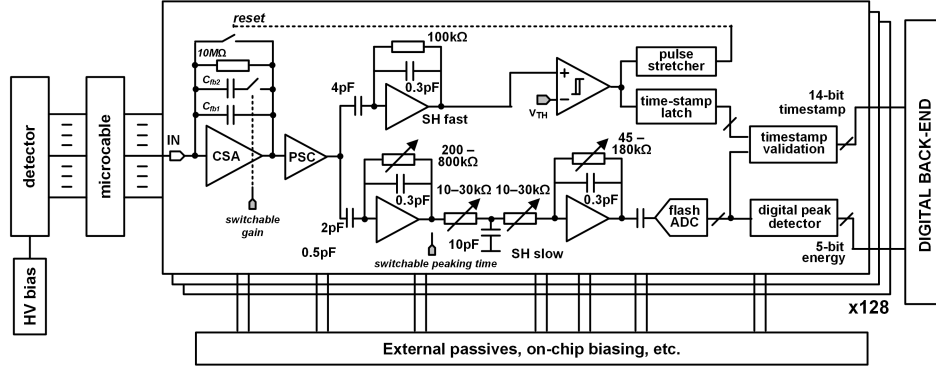 reset
10MΩ
Cfb2
Cfb1
IN
CSA
PSC
switchable
gain
detector
microcable
HV bias
100kΩ
4pF
0.3pF
SH fast
VTH
+
−
pulse
stretcher
time-stamp
latch
14-bit
timestamp
timestamp
validation
200 –
800kΩ
0.3pF
2pF
0.5pF
10–30kΩ
10–30kΩ
10pF
switchable peaking time
SH slow
45 –
180kΩ
0.3pF
flash
ADC
digital peak
detector
5-bit
energy
DIGITAL BACK-END
x128
External passives, on-chip biasing, etc.